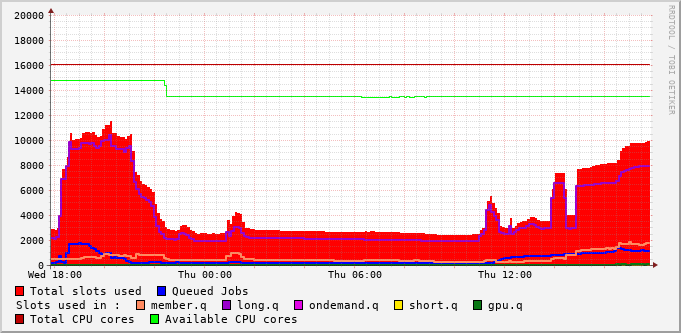 20000
18000
16000
14000
12000
10000
8000
6000
4000
2000
0
Wed 18:00 Thu 00:00 Thu 06:00 Thu 12:00
Total slots used Queued Jobs
Slots used in : member.q long.q ondemand.q short.q gpu.q
Total CPU cores Available CPU cores
RRDTOOL / TOBI OETIKER